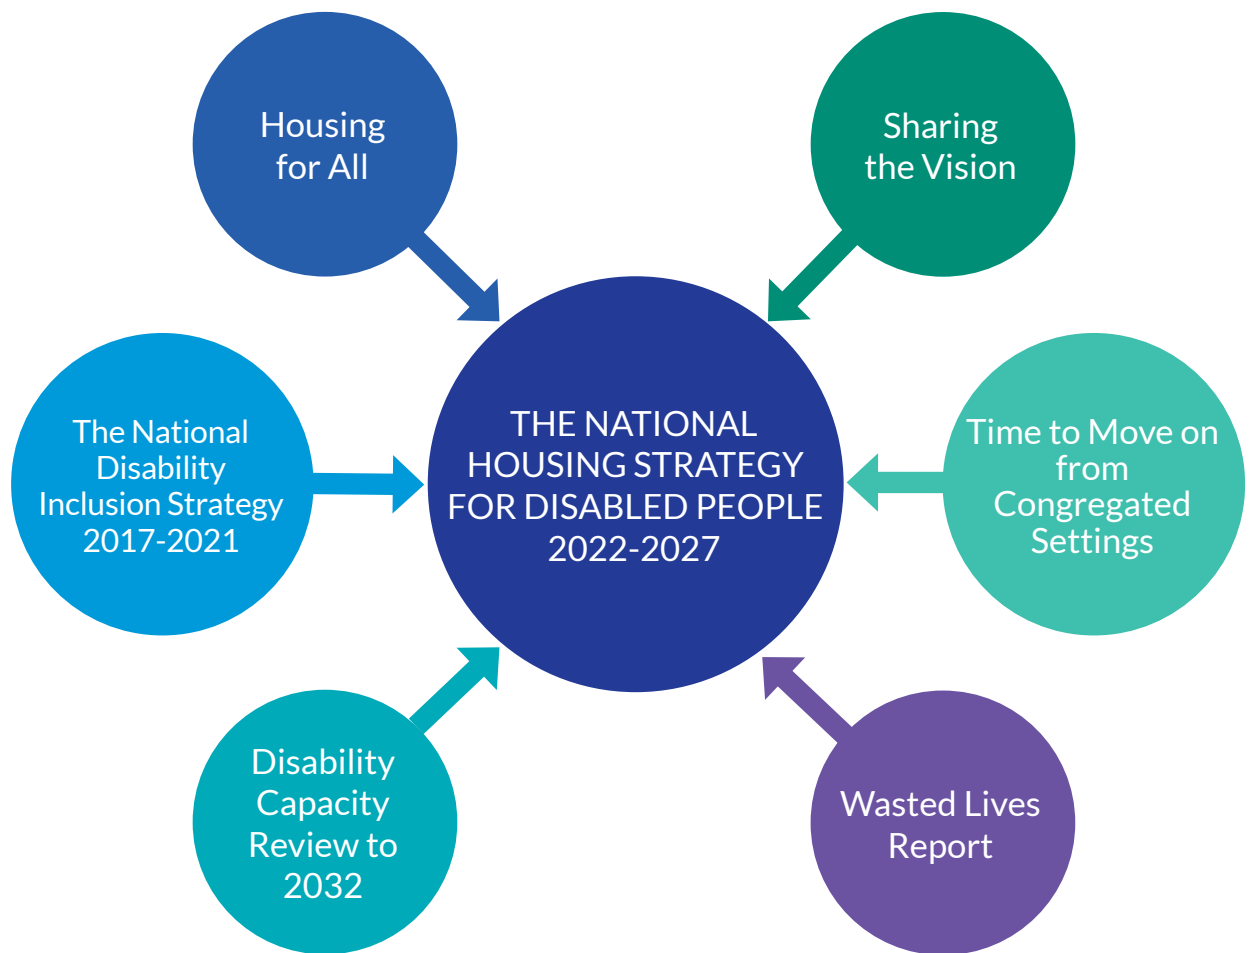 Housing
for All
Sharing
the Vision
The National
Disability
Inclusion Strategy
2017-2021
THE NATIONAL
HOUSING STRATEGY
FOR DISABLED PEOPLE
2022-2027
Time to Move on
from
Congregated
Settings
Disability
Capacity
Review to
2032
Wasted Lives
Report